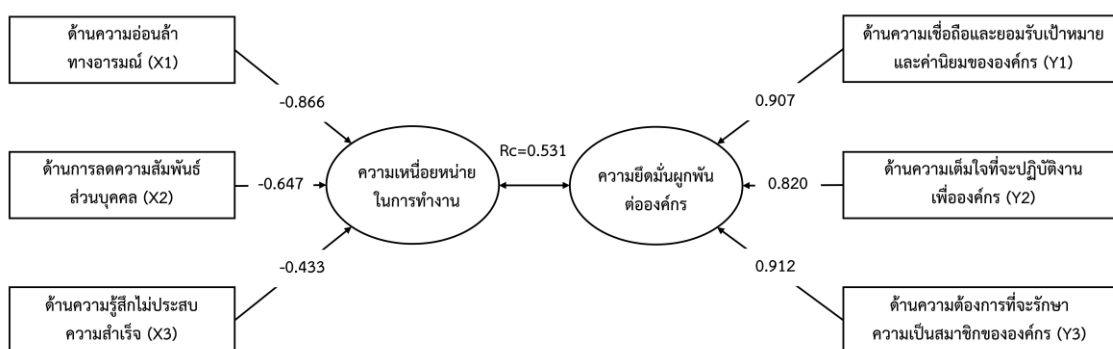 ด้านความอ่อนล้า
ทางอารมณ์ (X1)
-0.866
ด้านการลดความสัมพันธ์
ส่วนบุคคล (X2)
-0.647
ด้านความรู้สึกไม่ประสบ
ความสำเร็จ (X3)
-0.433
ความเหนื่อยหน่าย
ในการทำงาน
Rc=0.531
ความยึดมั่นผูกพัน
ต่อองค์กร
ด้านความเชื่อถือและยอมรับเป้าหมาย
และค่านิยมขององค์กร (Y1)
0.907
ด้านความเต็มใจที่จะปฏิบัติงาน
เพื่อองค์กร (Y2)
0.820
ด้านความต้องการที่จะรักษา
ความเป็นสมาชิกขององค์กร (Y3)
0.912